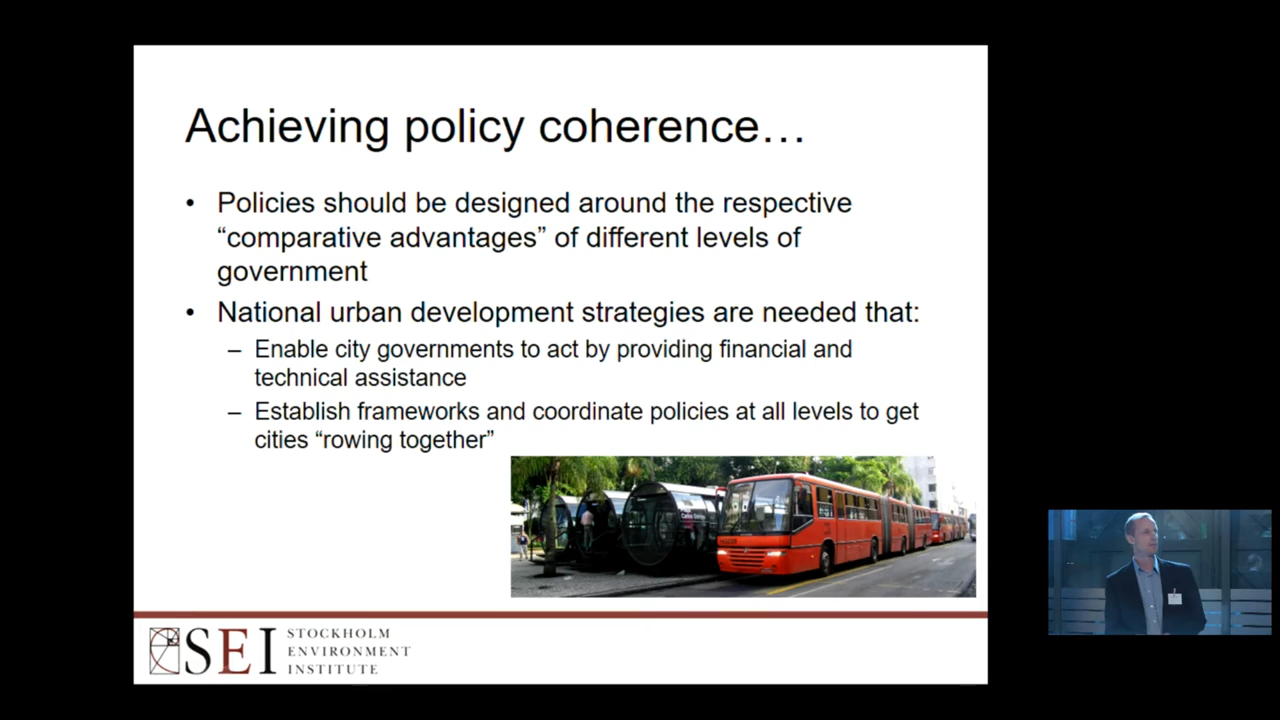 Achieving policy coherence…
• Policies should be designed around the respective
“comparative advantages” of different levels of
government
• National urban development strategies are needed that:
– Enable city governments to act by providing financial and
technical assistance
– Establish frameworks and coordinate policies at all levels to get
cities “rowing together”
SEI
STOCKHOLM
ENVIRONMENT
INSTITUTE